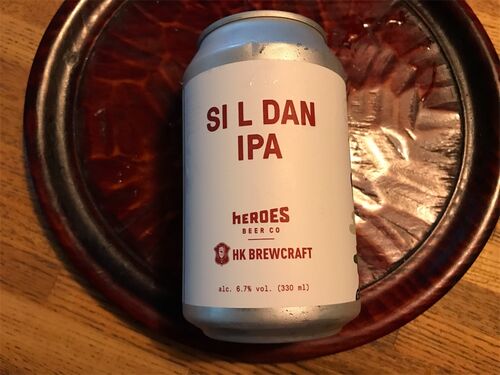 SI L DAN
IPA
hEROES
BEER CO
HK BREWCRAFT
alc. 6.7% vol. (330 ml)